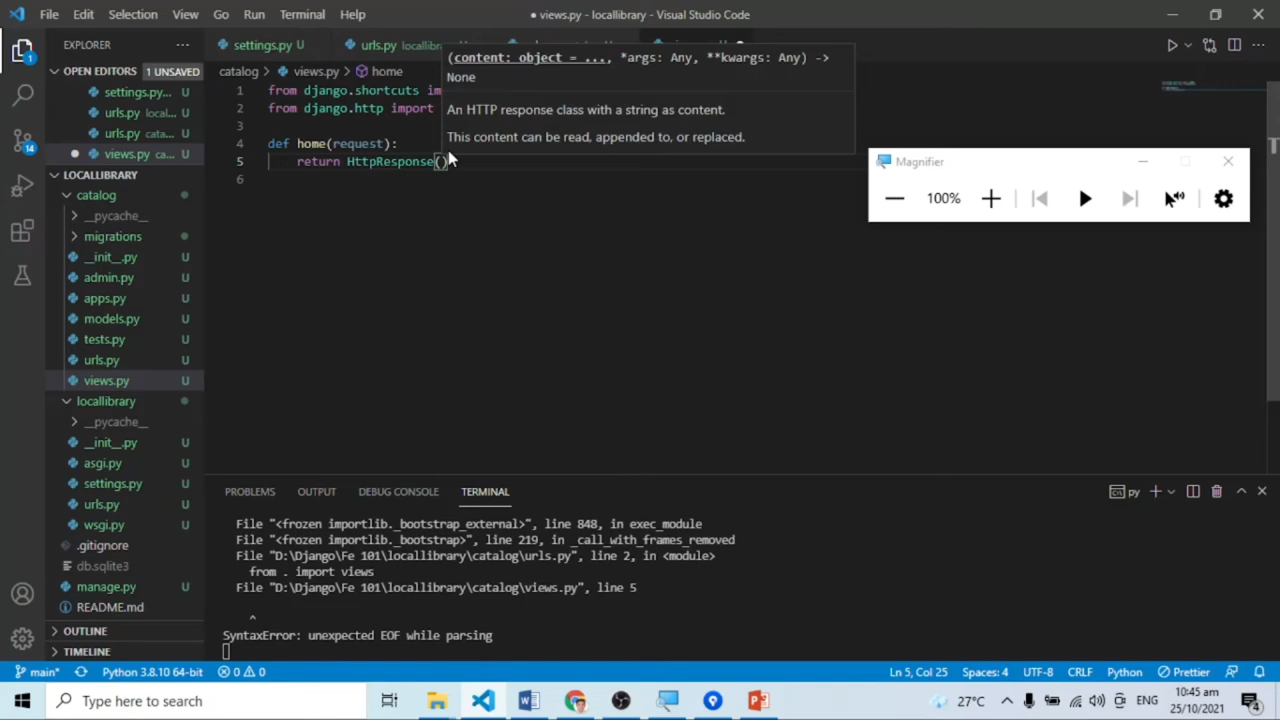 File Edit Selection View Go Run Terminal Help
● views.py - locallibrary - Visual Studio Code
EXPLORER
settings.py U
urls.py locallibr
OPEN EDITORS 1 UNSAVED
settings.py... U
urls.py local... U
urls.py cata... U
views.py ca... U
LOCALLIBRARY
catalog
__pycache__
migrations
__init__.py U
admin.py U
apps.py U
models.py U
tests.py U
urls.py U
views.py U
locallibrary
__pycache__
__init__.py U
asgi.py U
settings.py U
urls.py U
wsgi.py U
.gitignore
db.sqlite3
manage.py U
README.md
OUTLINE
TIMELINE
1
14
catalog > views.py > home
1 from django.shortcuts im
2 from django.http import
3
4 def home(request):
5 return HttpResponse()
6
(content: object = ..., *args: Any, **kwargs: Any) ->
None
An HTTP response class with a string as content.
This content can be read, appended to, or replaced.
Magnifier
100%
PROBLEMS OUTPUT DEBUG CONSOLE TERMINAL
py
File "<frozen importlib._bootstrap_external>", line 848, in exec_module
File "<frozen importlib._bootstrap>", line 219, in _call_with_frames_removed
File "D:\Django\Fe 101\locallibrary\catalog\urls.py", line 2, in <module>
from . import views
File "D:\Django\Fe 101\locallibrary\catalog\views.py", line 5
^
SyntaxError: unexpected EOF while parsing
main* Python 3.8.10 64-bit 0 0
Ln 5, Col 25 Spaces: 4 UTF-8 CRLF Python Prettier
Type here to search
27°C ENG
10:45 am
25/10/2021
4